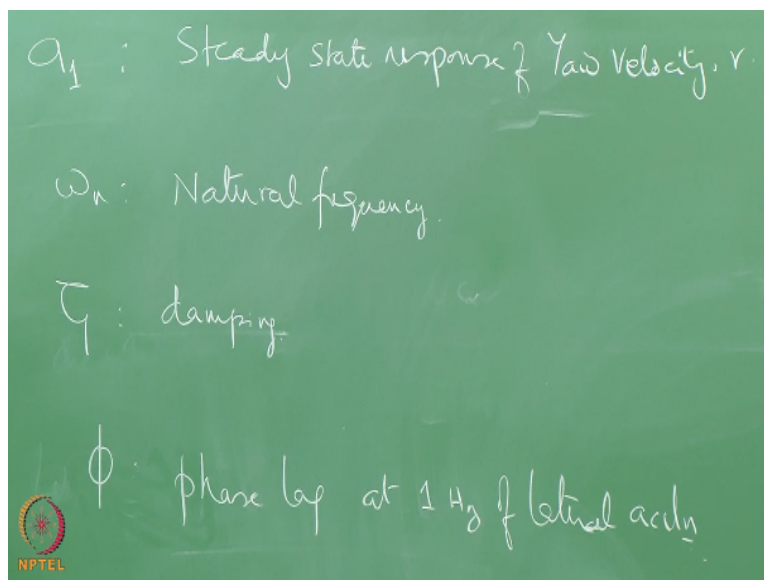 a₁ : Steady state response of Yaw Velocity, r.
ωn : Natural frequency.
ζ : damping.
ϕ : phase lag at 1 Hz of lateral accln
NPTEL